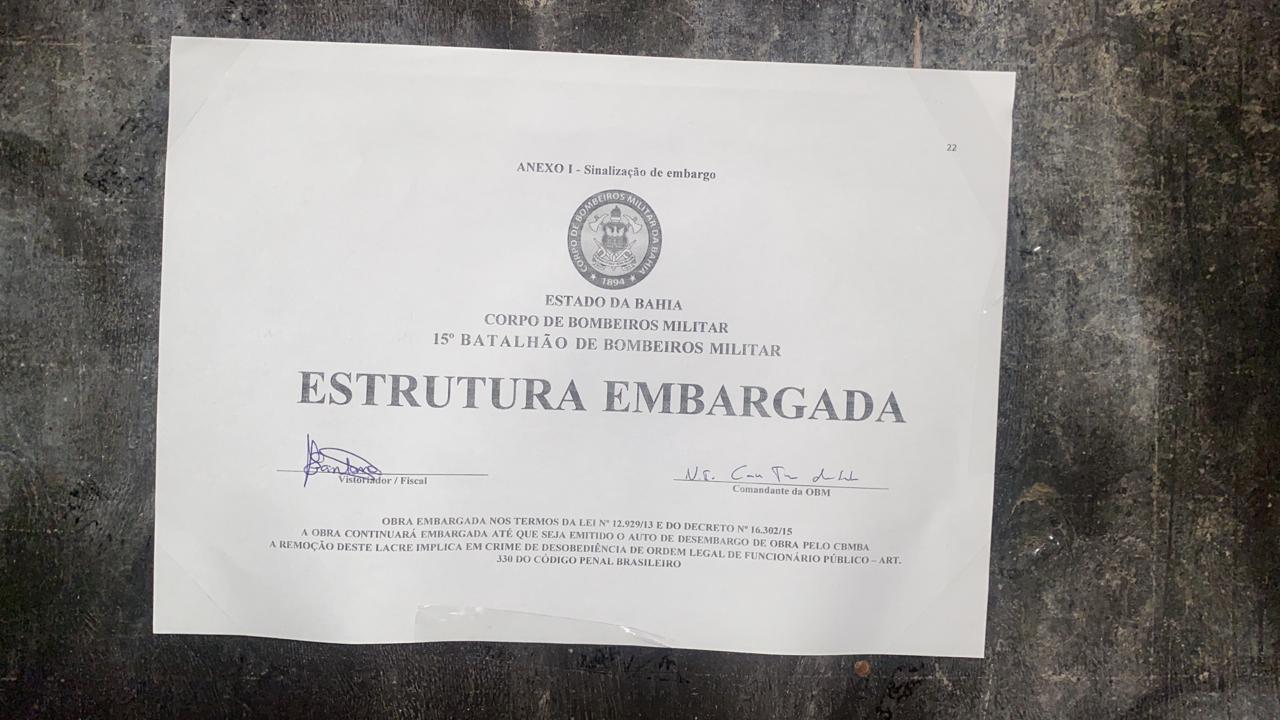 22
ANEXO I - Sinalização de embargo
CORPO DE BOMBEIROS MILITAR DA BAHIA
★ 1894 ★
ESTADO DA BAHIA
CORPO DE BOMBEIROS MILITAR
15º BATALHÃO DE BOMBEIROS MILITAR
ESTRUTURA EMBARGADA
Vistoriador / Fiscal
Comandante da OBM
OBRA EMBARGADA NOS TERMOS DA LEI Nº 12.929/13 E DO DECRETO Nº 16.302/15
A OBRA CONTINUARÁ EMBARGADA ATÉ QUE SEJA EMITIDO O AUTO DE DESEMBARGO DE OBRA PELO CBMBA
A REMOÇÃO DESTE LACRE IMPLICA EM CRIME DE DESOBEDIÊNCIA DE ORDEM LEGAL DE FUNCIONÁRIO PÚBLICO – ART.
330 DO CÓDIGO PENAL BRASILEIRO